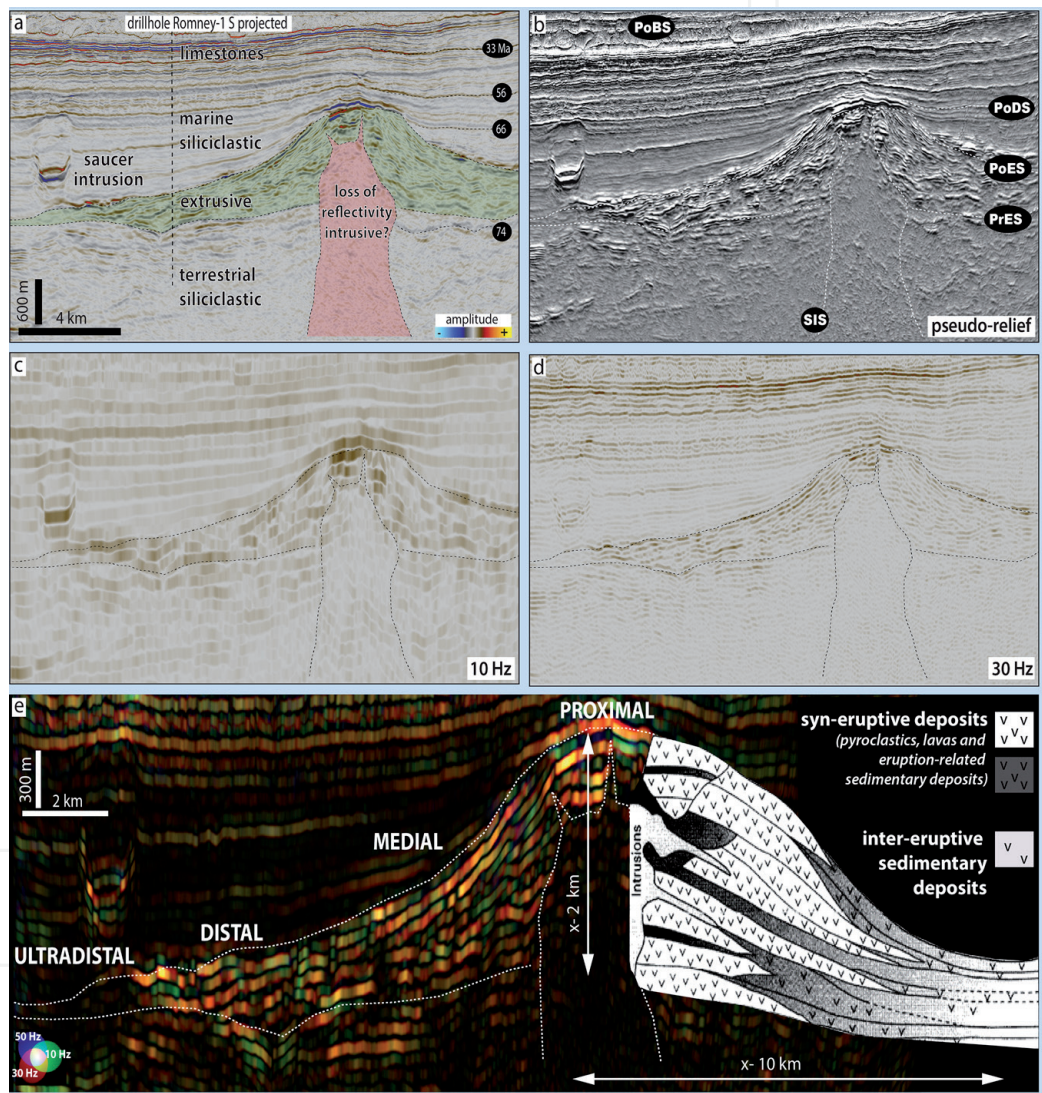 a
drillhole Romney-1 S projected
limestones
33 Ma
56
marine
siliciclastic
66
saucer
intrusion
extrusive
loss of
reflectivity
intrusive?
74
terrestrial
siliciclastic
600 m
4 km
amplitude
- +
b
PoBS
PoDS
PoES
PrES
SIS
pseudo-relief
c
10 Hz
d
30 Hz
e
PROXIMAL
300 m
2 km
MEDIAL
DISTAL
ULTRADISTAL
50 Hz
10 Hz
30 Hz
x- 2 km
Intrusions
syn-eruptive deposits
(pyroclastics, lavas and
eruption-related
sedimentary deposits)
inter-eruptive
sedimentary
deposits
x- 10 km